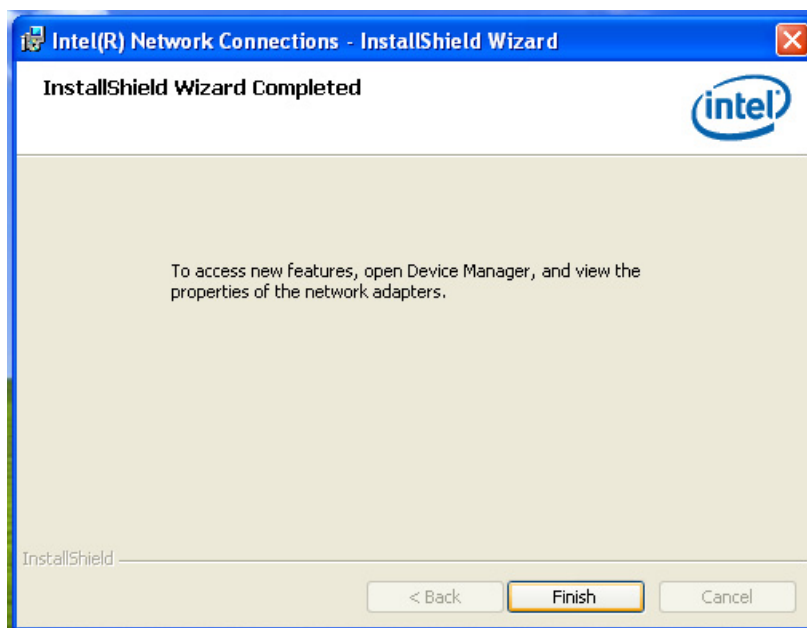 Intel(R) Network Connections - InstallShield Wizard
InstallShield Wizard Completed
intel
To access new features, open Device Manager, and view the
properties of the network adapters.
InstallShield
< Back
Finish
Cancel